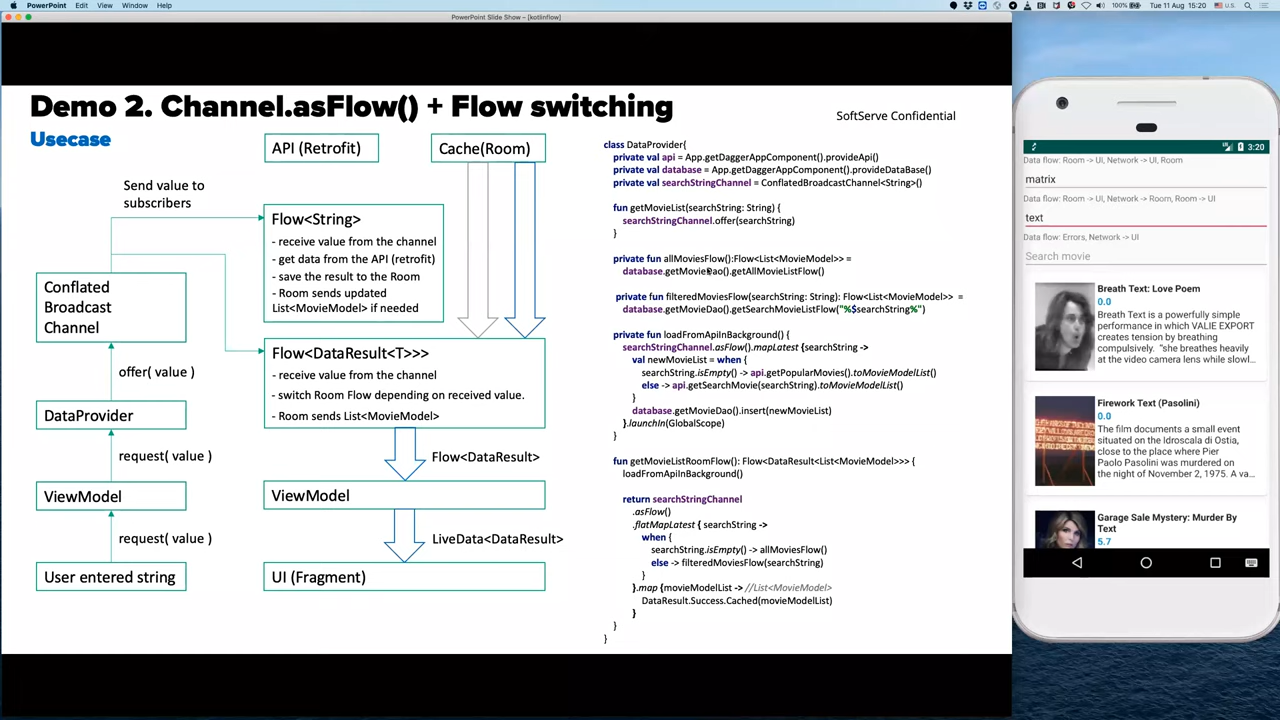 PowerPoint Edit View Window Help
100% Tue 11 Aug 15:20 U.S.
PowerPoint Slide Show - [kotlinflow]
Demo 2. Channel.asFlow() + Flow switching
Usecase
SoftServe Confidential
API (Retrofit)
Cache(Room)
Send value to
subscribers
Flow<String>
- receive value from the channel
- get data from the API (retrofit)
- save the result to the Room
- Room sends updated
List<MovieModel> if needed
Conflated
Broadcast
Channel
Flow<DataResult<T>>>
- receive value from the channel
- switch Room Flow depending on received value.
- Room sends List<MovieModel>
offer( value )
DataProvider
Flow<DataResult>
request( value )
ViewModel
ViewModel
request( value )
LiveData<DataResult>
User entered string
UI (Fragment)
class DataProvider{
private val api = App.getDaggerAppComponent().provideApi()
private val database = App.getDaggerAppComponent().provideDataBase()
private val searchStringChannel = ConflatedBroadcastChannel<String>()
fun getMovieList(searchString: String) {
searchStringChannel.offer(searchString)
}
private fun allMoviesFlow():Flow<List<MovieModel>> =
database.getMovieDao().getAllMovieListFlow()
private fun filteredMoviesFlow(searchString: String): Flow<List<MovieModel>> =
database.getMovieDao().getSearchMovieListFlow("%$searchString%")
private fun loadFromApiInBackground() {
searchStringChannel.asFlow().mapLatest {searchString ->
val newMovieList = when {
searchString.isEmpty() -> api.getPopularMovies().toMovieModelList()
else -> api.getSearchMovie(searchString).toMovieModelList()
}
database.getMovieDao().insert(newMovieList)
}.launchIn(GlobalScope)
}
fun getMovieListRoomFlow(): Flow<DataResult<List<MovieModel>>> {
loadFromApiInBackground()
return searchStringChannel
.asFlow()
.flatMapLatest { searchString ->
when {
searchString.isEmpty() -> allMoviesFlow()
else -> filteredMoviesFlow(searchString)
}
}.map {movieModelList -> //List<MovieModel>
DataResult.Success.Cached(movieModelList)
}
}
}
3:20
Data flow: Room -> UI, Network -> UI, Room
matrix
Data flow: Room -> UI, Network -> Room, Room -> UI
text
Data flow: Errors, Network -> UI
Search movie
Breath Text: Love Poem
0.0
Breath Text is a powerfully simple
performance in which VALIE EXPORT
creates tension by breathing
compulsively. "she breathes heavily
at the video camera lens while slowl...
Firework Text (Pasolini)
0.0
The film documents a small event
situated on the Idroscala di Ostia,
close to the place where Pier
Paolo Pasolini was murdered on
the night of November 2, 1975. A va...
Garage Sale Mystery: Murder By
Text
5.7